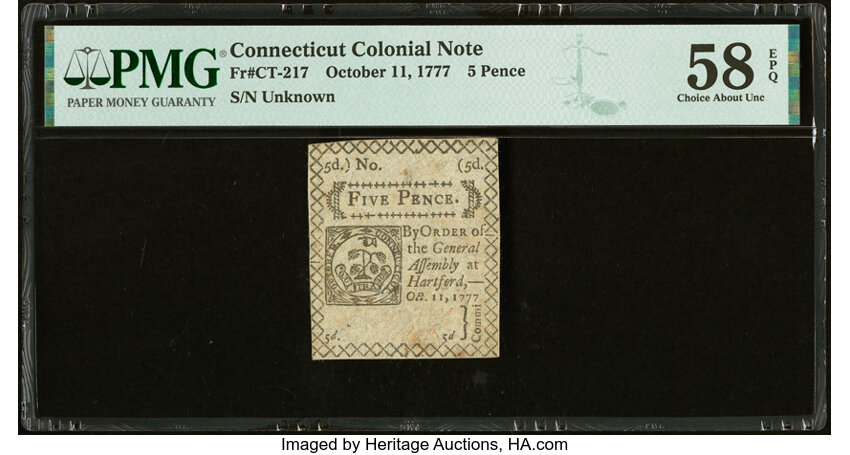 PMG®
PAPER MONEY GUARANTY
Connecticut Colonial Note
Fr#CT-217 October 11, 1777 5 Pence
S/N Unknown
58 EPQ
Choice About Unc
5d.) No. (5d.
FIVE PENCE.
By ORDER of
the General
Assembly at
Hartford,—
Oct. 11, 1777
5d. 5d } Commi
Imaged by Heritage Auctions, HA.com